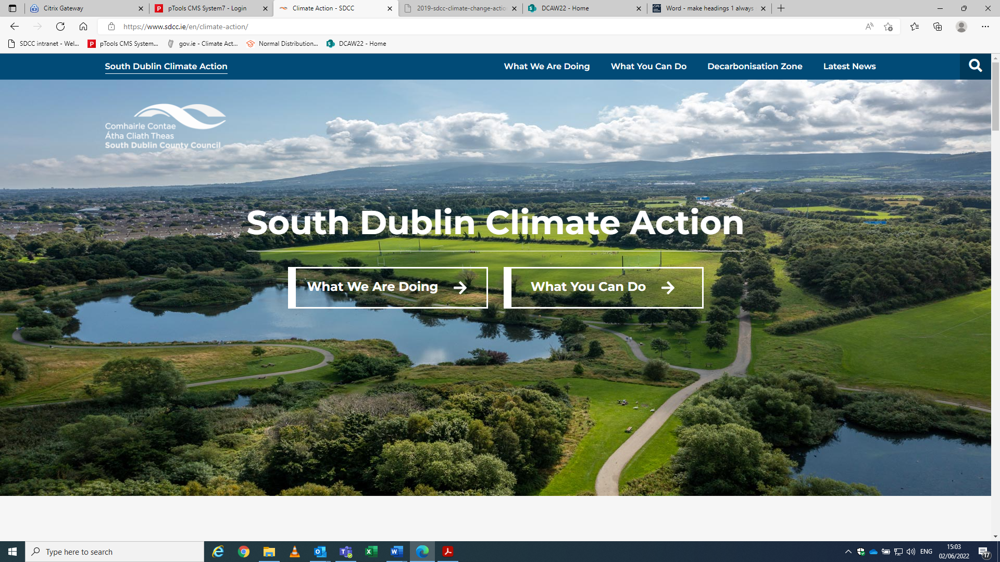 Citrix Gateway
pTools CMS System7 - Login
Climate Action - SDCC
2019-sdcc-climate-change-actio
DCAW22 - Home
Word - make headings 1 always
https://www.sdcc.ie/en/climate-action/
SDCC intranet - Wel...
pTools CMS System...
gov.ie - Climate Act...
Normal Distribution...
DCAW22 - Home
South Dublin Climate Action
What We Are Doing
What You Can Do
Decarbonisation Zone
Latest News
Comhairle Contae
Átha Cliath Theas
South Dublin County Council
South Dublin Climate Action
What We Are Doing
What You Can Do
Type here to search
ENG
15:03
02/06/2022
17